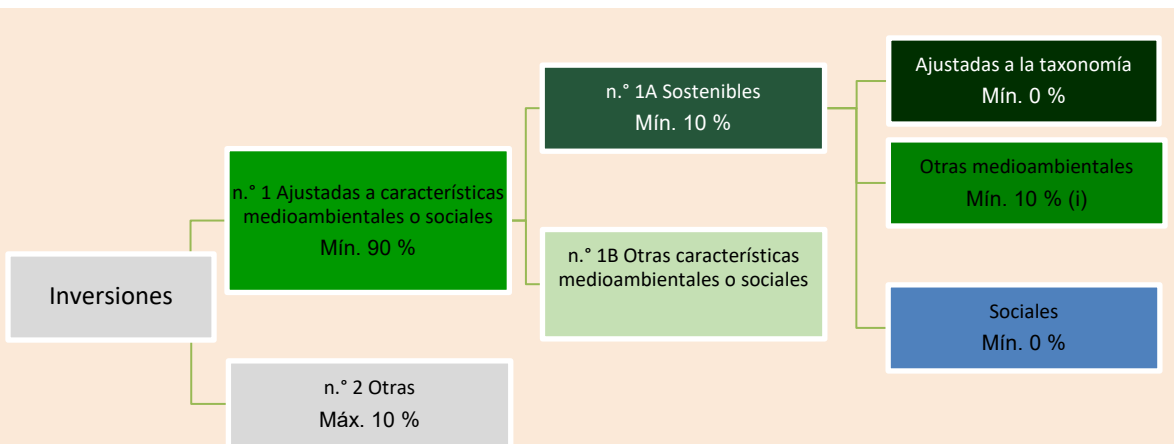 Inversiones
n.° 1 Ajustadas a características
medioambientales o sociales
Mín. 90 %
n.° 2 Otras
Máx. 10 %
n.° 1A Sostenibles
Mín. 10 %
n.° 1B Otras características
medioambientales o sociales
Ajustadas a la taxonomía
Mín. 0 %
Otras medioambientales
Mín. 10 % (i)
Sociales
Mín. 0 %